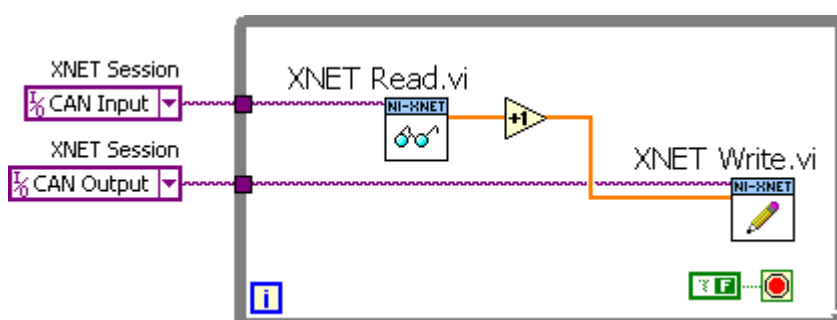 XNET Session
I/O CAN Input
XNET Read.vi
NI-XNET
+1
XNET Session
I/O CAN Output
XNET Write.vi
NI-XNET
F
i